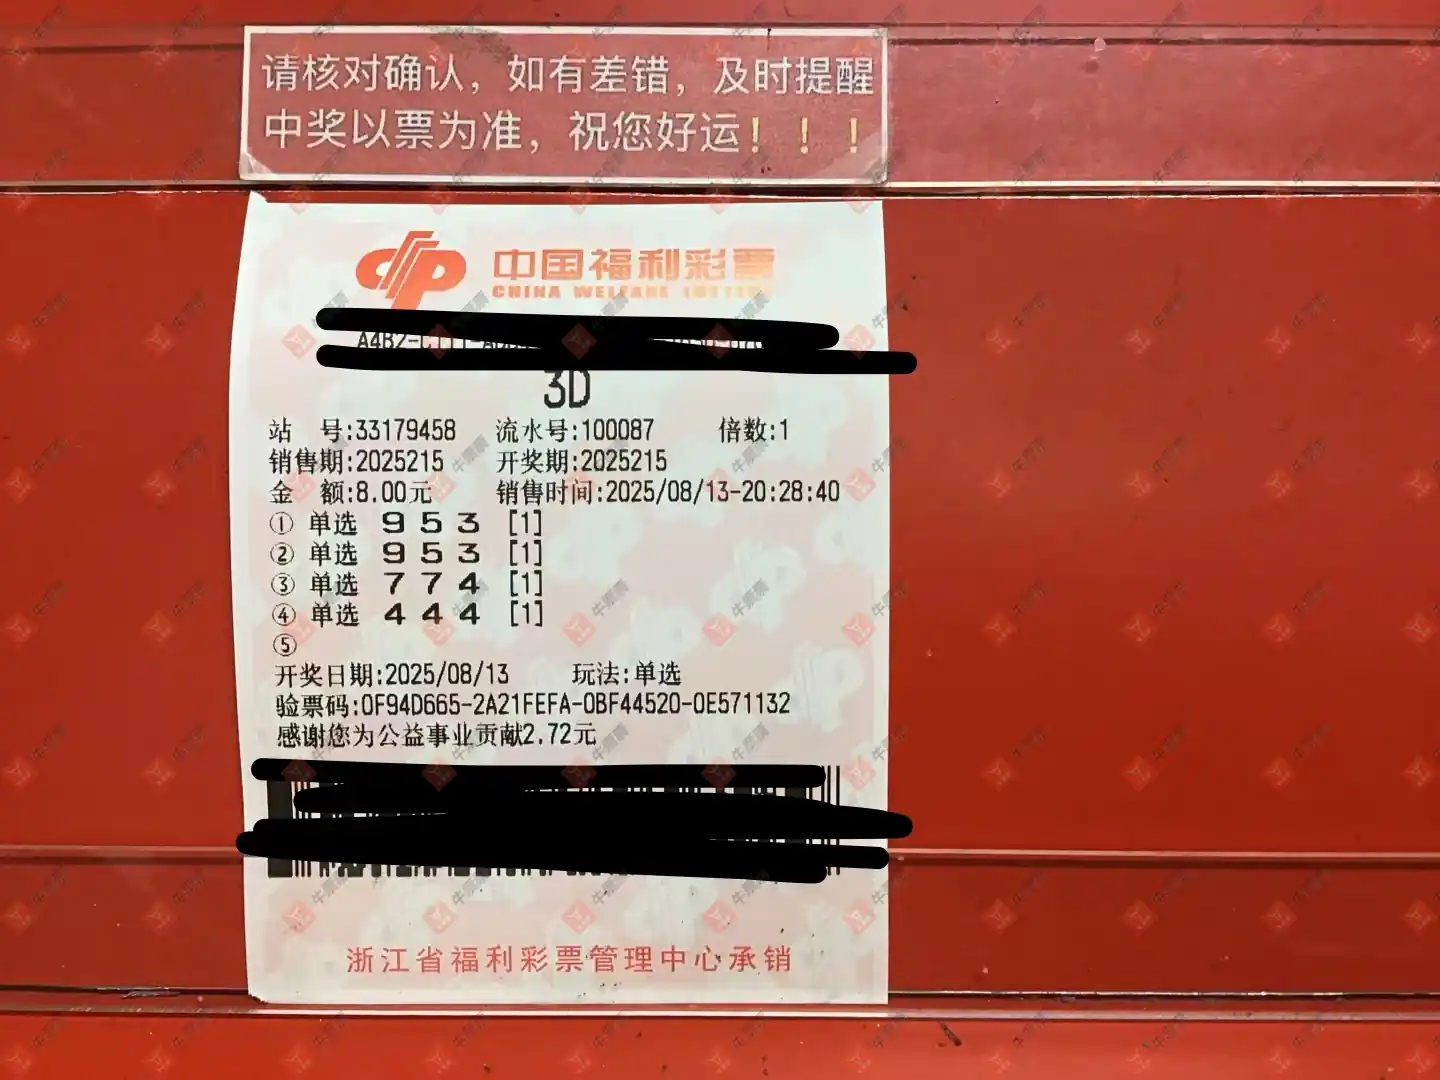 请核对确认，如有差错，及时提醒
中奖以票为准，祝您好运！！！
中国福利彩票
CHINA WELFARE LOTTERY
3D
站 号:33179458 流水号:100087 倍数:1
销售期:2025215 开奖期:2025215
金 额:8.00元 销售时间:2025/08/13-20:28:40
① 单选 9 5 3 [1]
② 单选 9 5 3 [1]
③ 单选 7 7 4 [1]
④ 单选 4 4 4 [1]
⑤
开奖日期:2025/08/13 玩法:单选
验票码:0F94D665-2A21FEFA-0BF44520-0E571132
感谢您为公益事业贡献2.72元
浙江省福利彩票管理中心承销
牛票票